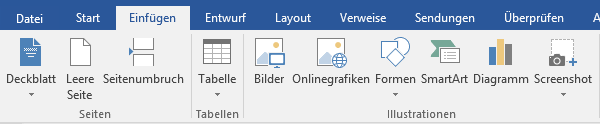 Datei Start Einfügen Entwurf Layout Verweise Sendungen Überprüfen A
Deckblatt Leere Seitenumbruch Tabelle Bilder Onlinegrafiken Formen SmartArt Diagramm Screenshot
Seite
Seiten Tabellen Illustrationen